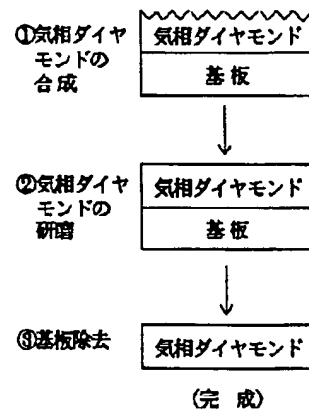 ①気相ダイヤ
モンドの
合成
気相ダイヤモンド
基板
②気相ダイヤ
モンドの
研磨
気相ダイヤモンド
基板
③基板除去
気相ダイヤモンド
(完 成)